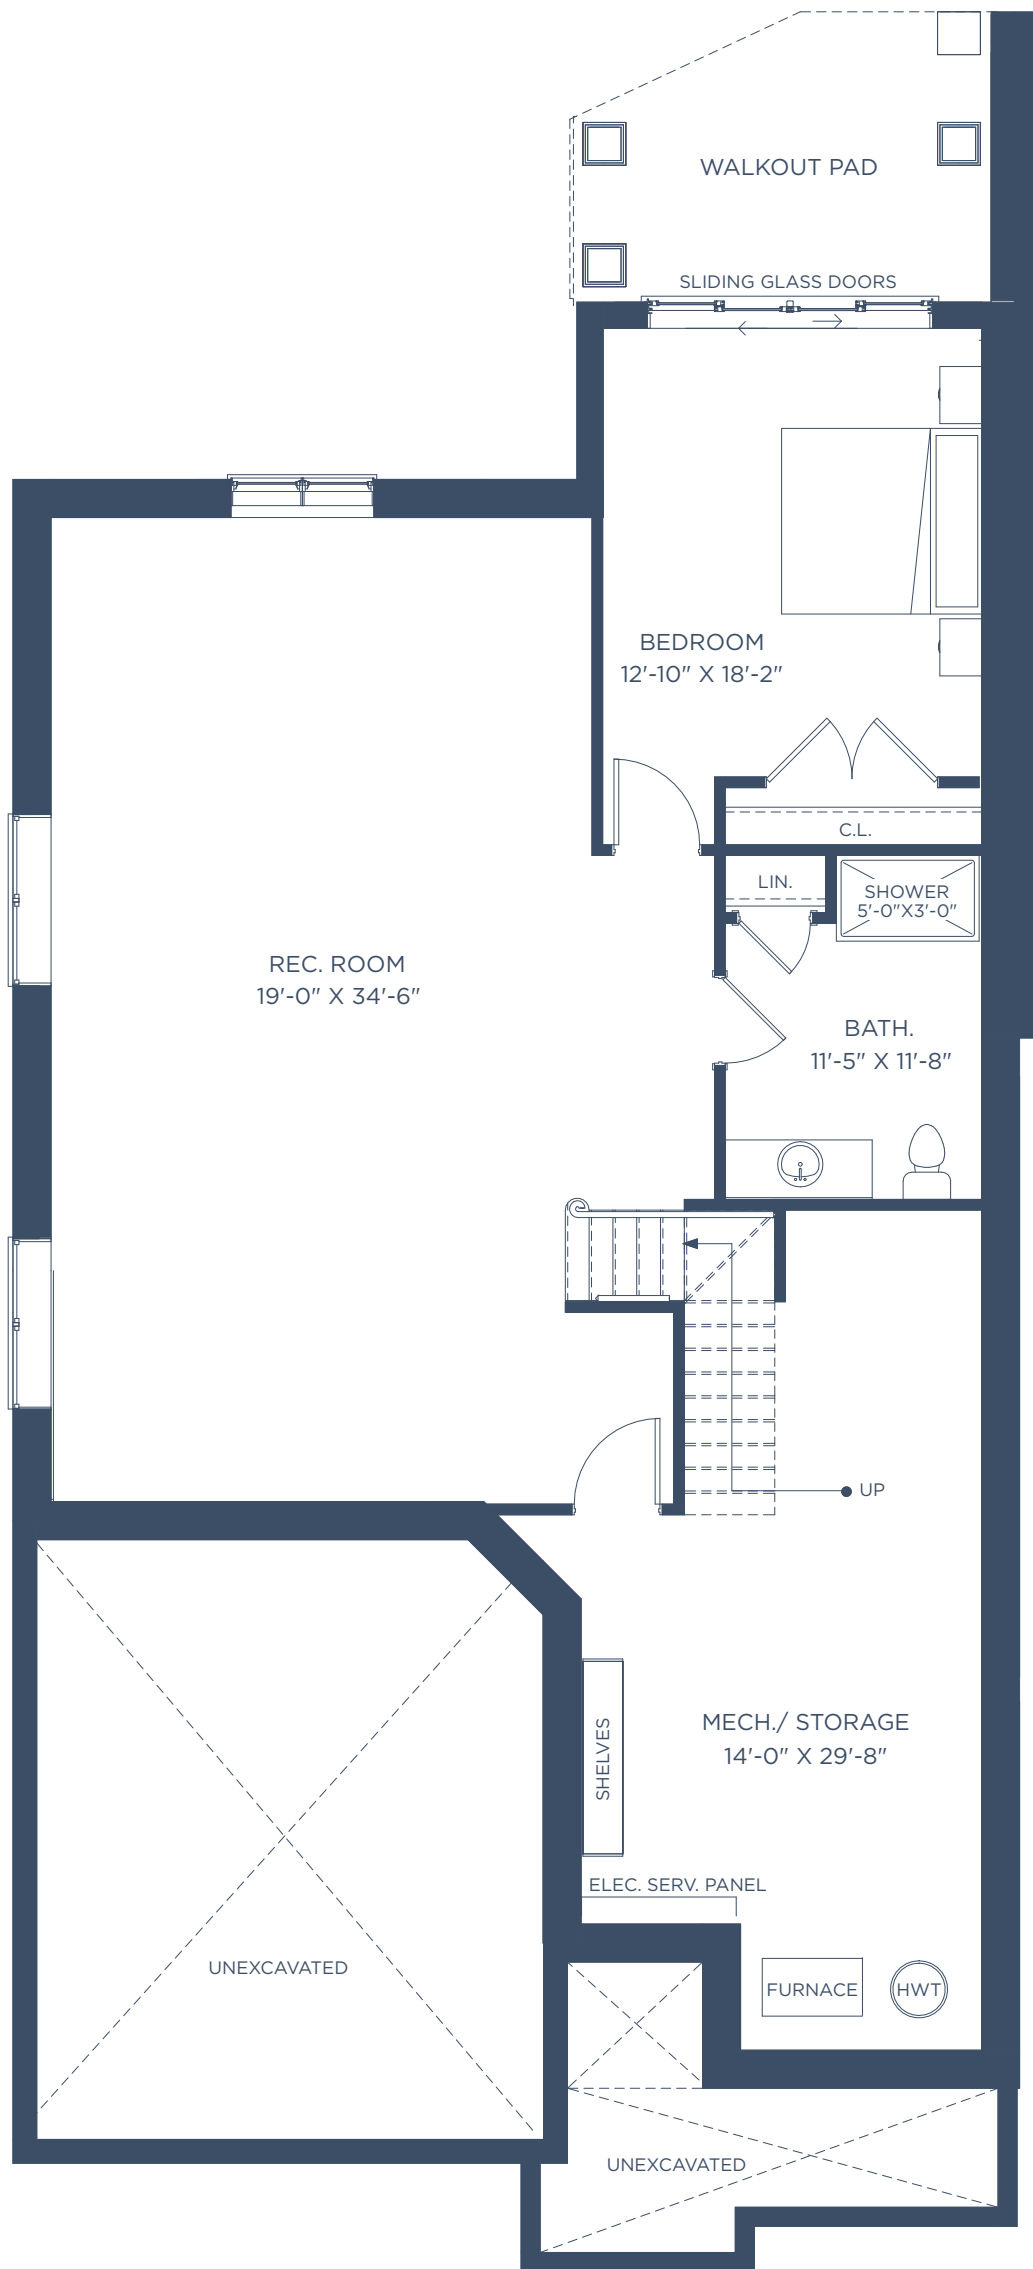 WALKOUT PAD
SLIDING GLASS DOORS
BEDROOM
12'-10" X 18'-2"
C.L.
LIN.
SHOWER
5'-0"X3'-0"
REC. ROOM
19'-0" X 34'-6"
BATH.
11'-5" X 11'-8"
UP
SHELVES
MECH./ STORAGE
14'-0" X 29'-8"
ELEC. SERV. PANEL
UNEXCAVATED
FURNACE
HWT
UNEXCAVATED